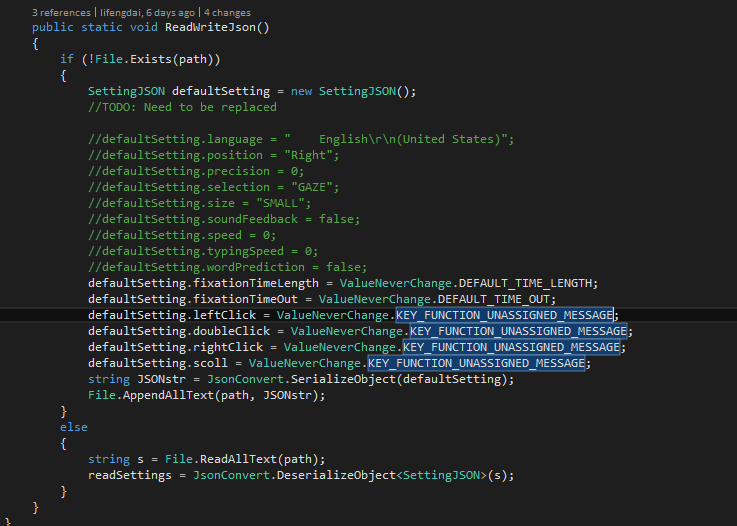 3 references | lifengdai, 6 days ago | 4 changes
public static void ReadWriteJson()
{
    if (!File.Exists(path))
    {
        SettingJSON defaultSetting = new SettingJSON();
        //TODO: Need to be replaced

        //defaultSetting.language = "    English\r\n(United States)";
        //defaultSetting.position = "Right";
        //defaultSetting.precision = 0;
        //defaultSetting.selection = "GAZE";
        //defaultSetting.size = "SMALL";
        //defaultSetting.soundFeedback = false;
        //defaultSetting.speed = 0;
        //defaultSetting.typingSpeed = 0;
        //defaultSetting.wordPrediction = false;
        defaultSetting.fixationTimeLength = ValueNeverChange.DEFAULT_TIME_LENGTH;
        defaultSetting.fixationTimeOut = ValueNeverChange.DEFAULT_TIME_OUT;
        defaultSetting.leftClick = ValueNeverChange.KEY_FUNCTION_UNASSIGNED_MESSAGE;
        defaultSetting.doubleClick = ValueNeverChange.KEY_FUNCTION_UNASSIGNED_MESSAGE;
        defaultSetting.rightClick = ValueNeverChange.KEY_FUNCTION_UNASSIGNED_MESSAGE;
        defaultSetting.scoll = ValueNeverChange.KEY_FUNCTION_UNASSIGNED_MESSAGE;
        string JSONstr = JsonConvert.SerializeObject(defaultSetting);
        File.AppendAllText(path, JSONstr);
    }
    else
    {
        string s = File.ReadAllText(path);
        readSettings = JsonConvert.DeserializeObject<SettingJSON>(s);
    }
}
}